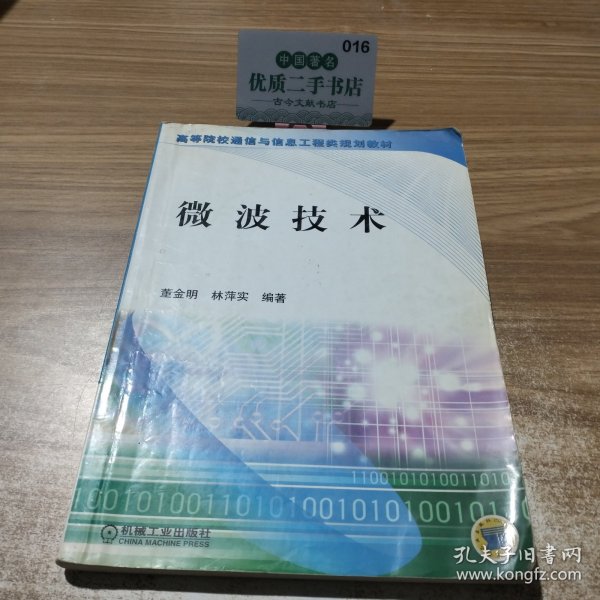 016
中国著名
优质二手书店
古今文献书店
高等院校通信与信息工程类规划教材
微波技术
董金明 林萍实 编著
11001010100110101
1001010011010101001010100101011
机械工业出版社
CHINA MACHINE PRESS
孔夫子旧书网
www.kongfz.com